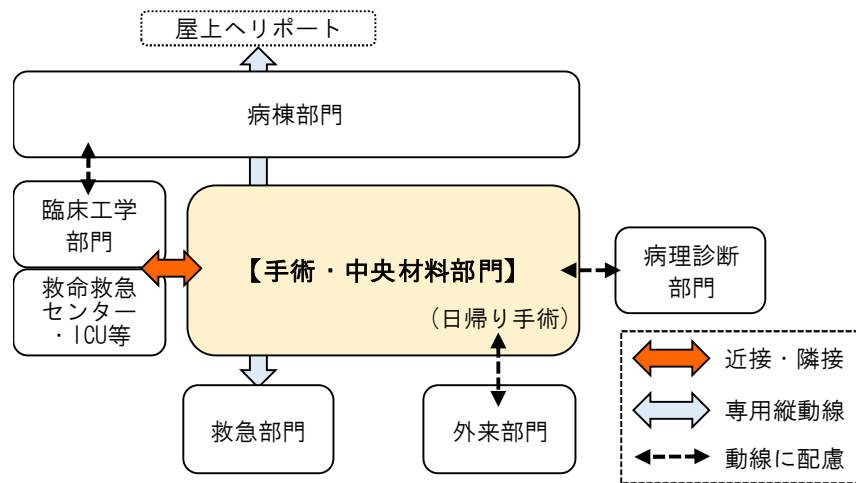 屋上ヘリポート
病棟部門
臨床工学
部門
救命救急
センター
・ICU等
【手術・中央材料部門】
(日帰り手術)
病理診断
部門
救急部門
外来部門
近接・隣接
専用縦動線
動線に配慮